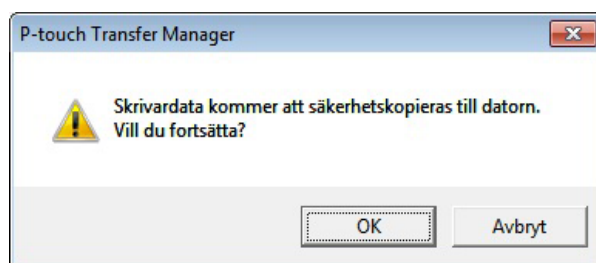 P-touch Transfer Manager
Skrivardata kommer att säkerhetskopieras till datorn.
Vill du fortsätta?
OK
Avbryt